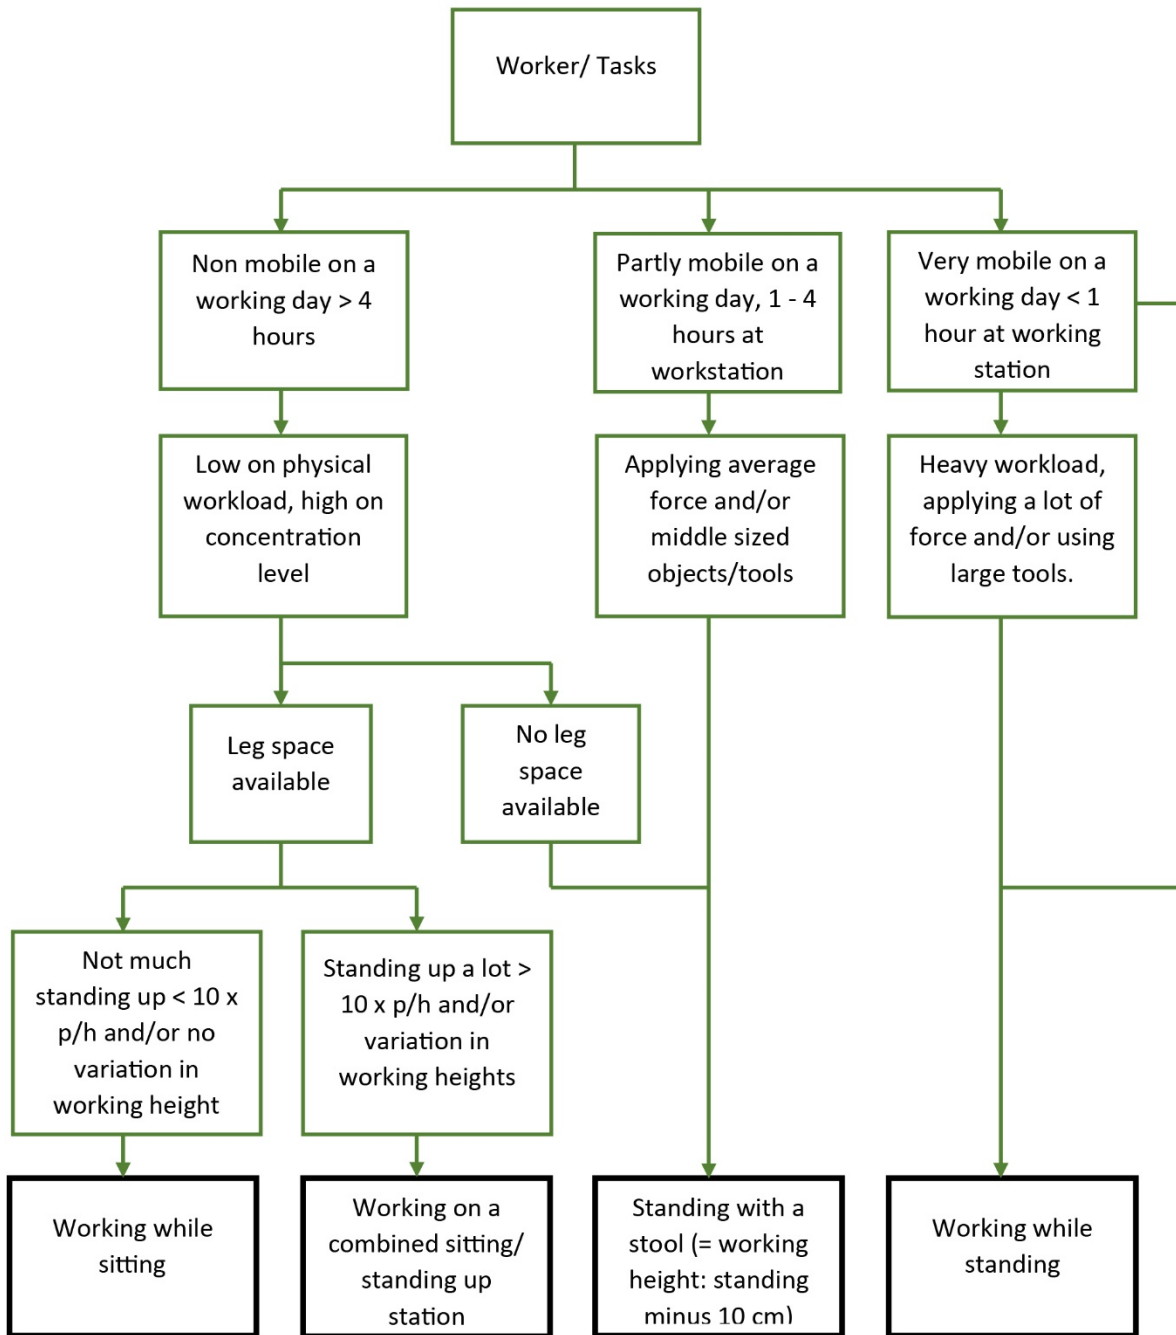 Worker/ Tasks
Non mobile on a
working day > 4
hours
Partly mobile on a
working day, 1 - 4
hours at
workstation
Very mobile on a
working day < 1
hour at working
station
Low on physical
workload, high on
concentration
level
Applying average
force and/or
middle sized
objects/tools
Heavy workload,
applying a lot of
force and/or using
large tools.
Leg space
available
No leg
space
available
Not much
standing up < 10 x
p/h and/or no
variation in
working height
Standing up a lot >
10 x p/h and/or
variation in
working heights
Working while
sitting
Working on a
combined sitting/
standing up
station
Standing with a
stool (= working
height: standing
minus 10 cm)
Working while
standing